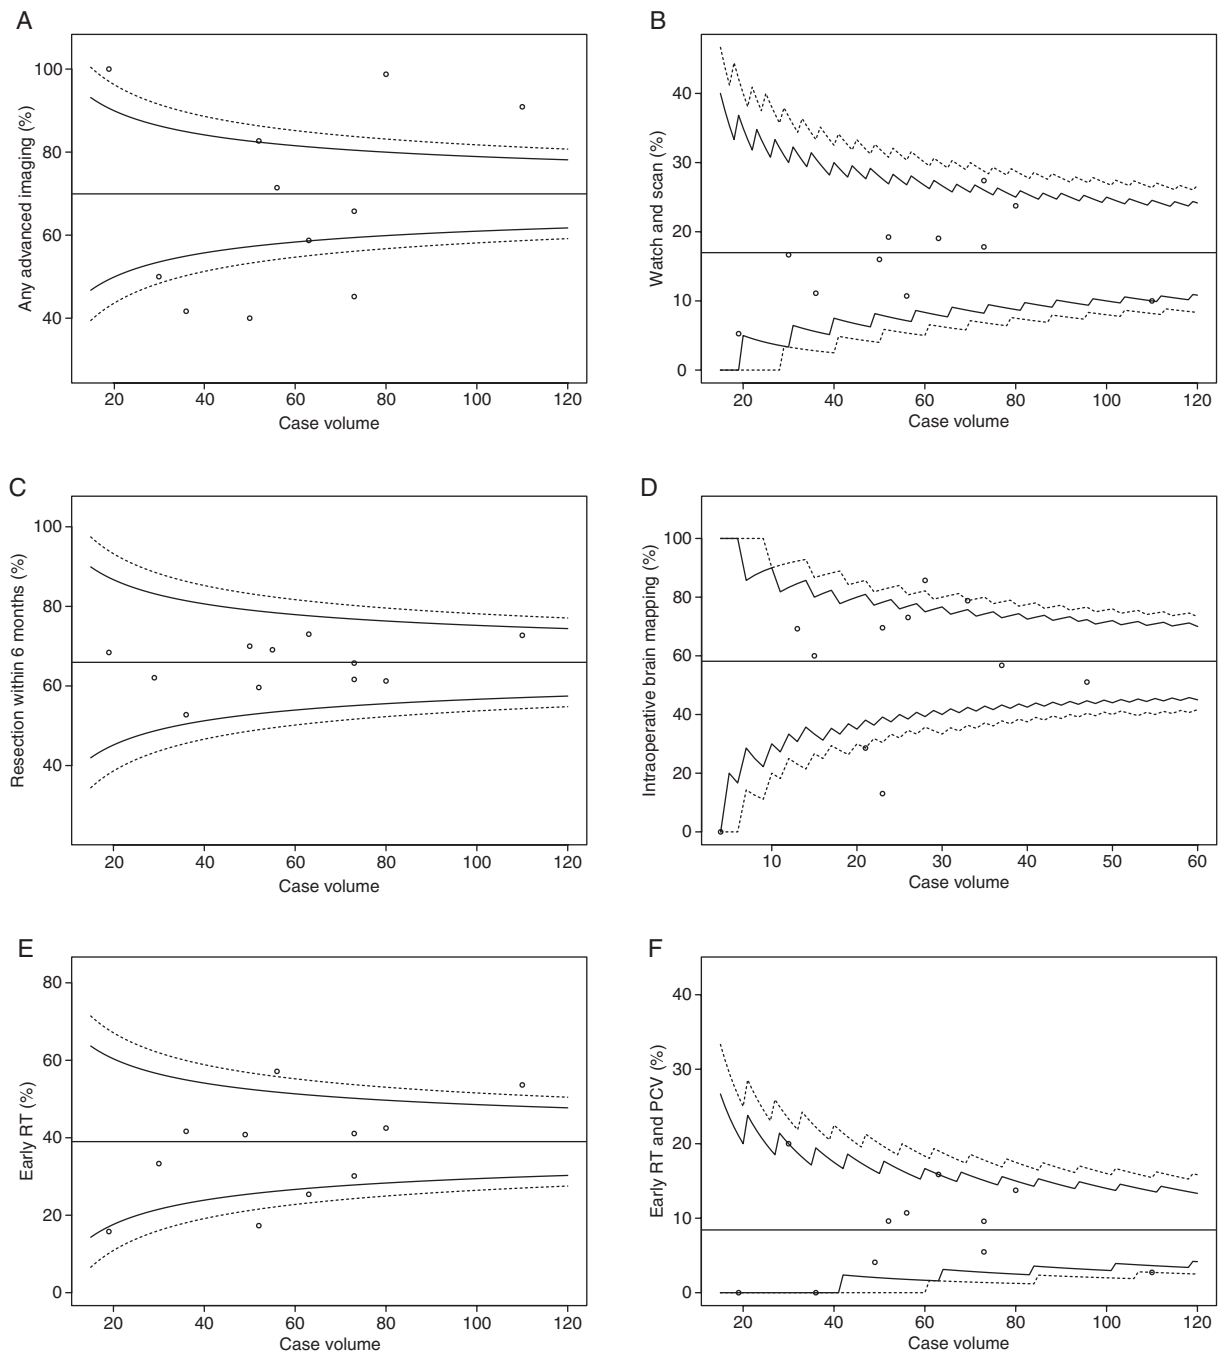 A
Any advanced imaging (%)
100
80
60
40
20 40 60 80 100 120
Case volume
B
Watch and scan (%)
40
30
20
10
0
20 40 60 80 100 120
Case volume
C
Resection within 6 months (%)
100
80
60
40
20 40 60 80 100 120
Case volume
D
Intraoperative brain mapping (%)
100
80
60
40
20
0
10 20 30 40 50 60
Case volume
E
Early RT (%)
80
60
40
20
0
20 40 60 80 100 120
Case volume
F
Early RT and PCV (%)
40
30
20
10
0
20 40 60 80 100 120
Case volume